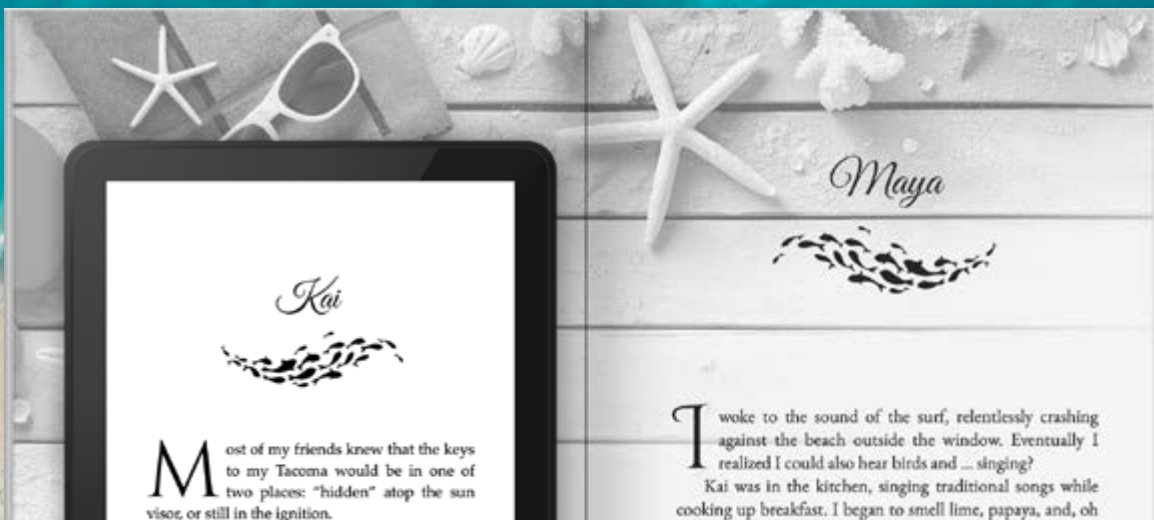 Kai
Most of my friends knew that the keys
to my Tacoma would be in one of
two places: “hidden” atop the sun
visor, or still in the ignition.
Maya
I woke to the sound of the surf, relentlessly crashing
against the beach outside the window. Eventually I
realized I could also hear birds and ... singing?
Kai was in the kitchen, singing traditional songs while
cooking up breakfast. I began to smell lime, papaya, and, oh